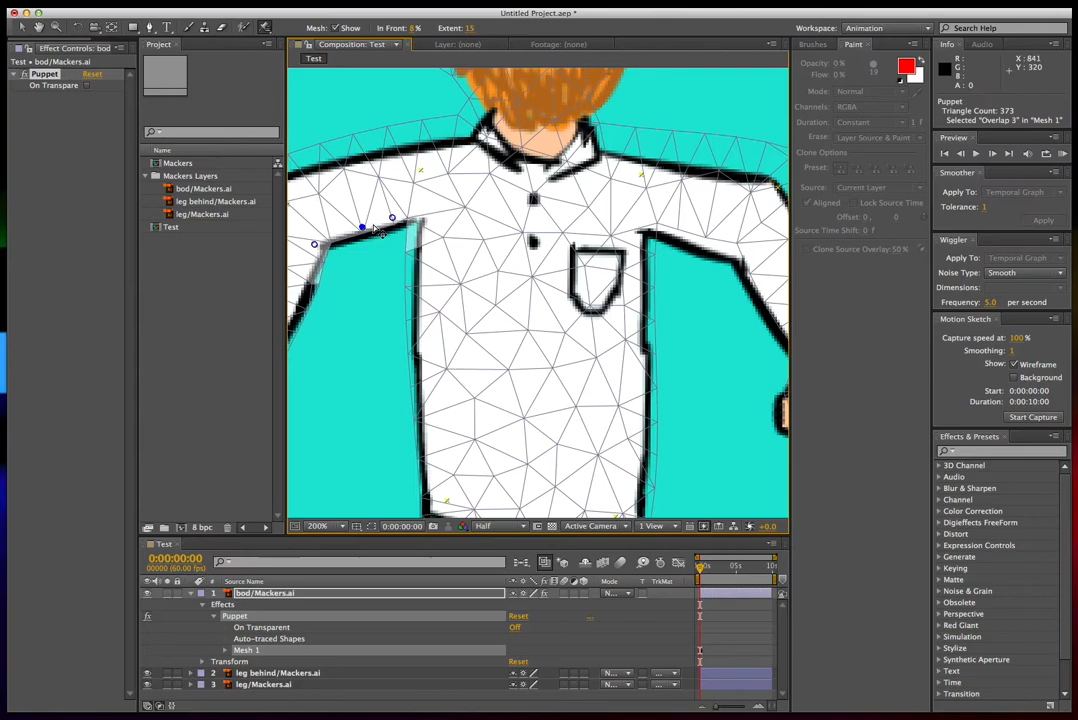 Untitled Project.aep *
Mesh: Show In Front: 8 % Extent: 15
Workspace: Animation Search Help
Effect Controls: bod
Project
Composition: Test
Layer: (none)
Footage: (none)
Brushes
Paint
Info
Audio
Test • bod/Mackers.ai
Test
fx Puppet Reset
On Transpare
Opacity: 0 %
Flow: 0 %
19
R:
G:
B:
A: 0
X: 841
Y: 320
Mode: Normal
Channels: RGBA
Duration: Constant 1 f
Erase: Layer Source & Paint
Clone Options
Preset:
Source: Current Layer
Aligned Lock Source Time
Offset: 0 , 0
Source Time Shift: 0 f
Clone Source Overlay: 50 %
Puppet
Triangle Count: 373
Selected "Overlap 3" in "Mesh 1"
Preview
Smoother
Apply To: Temporal Graph
Tolerance: 1
Apply
Wiggler
Apply To: Temporal Graph
Noise Type: Smooth
Dimensions:
Frequency: 5.0 per second
Motion Sketch
Capture speed at: 100 %
Smoothing: 1
Show: Wireframe
Background
Start: 0:00:00:00
Duration: 0:00:10:00
Start Capture
Effects & Presets
3D Channel
Audio
Blur & Sharpen
Channel
Color Correction
Digieffects FreeForm
Distort
Expression Controls
Generate
Keying
Matte
Noise & Grain
Obsolete
Perspective
Red Giant
Simulation
Stylize
Synthetic Aperture
Text
Time
Transition
Name
Mackers
Mackers Layers
bod/Mackers.ai
leg behind/Mackers.ai
leg/Mackers.ai
Test
8 bpc
200% 0:00:00:00 Half Active Camera 1 View +0.0
Test
0:00:00:00
00000 (60.00 fps)
05s 10s
# Source Name Mode T TrkMat
1 bod/Mackers.ai N...
Effects
fx Puppet Reset ...
On Transparent Off
Auto-traced Shapes
Mesh 1
Transform Reset
2 leg behind/Mackers.ai N... ...
3 leg/Mackers.ai N... ...